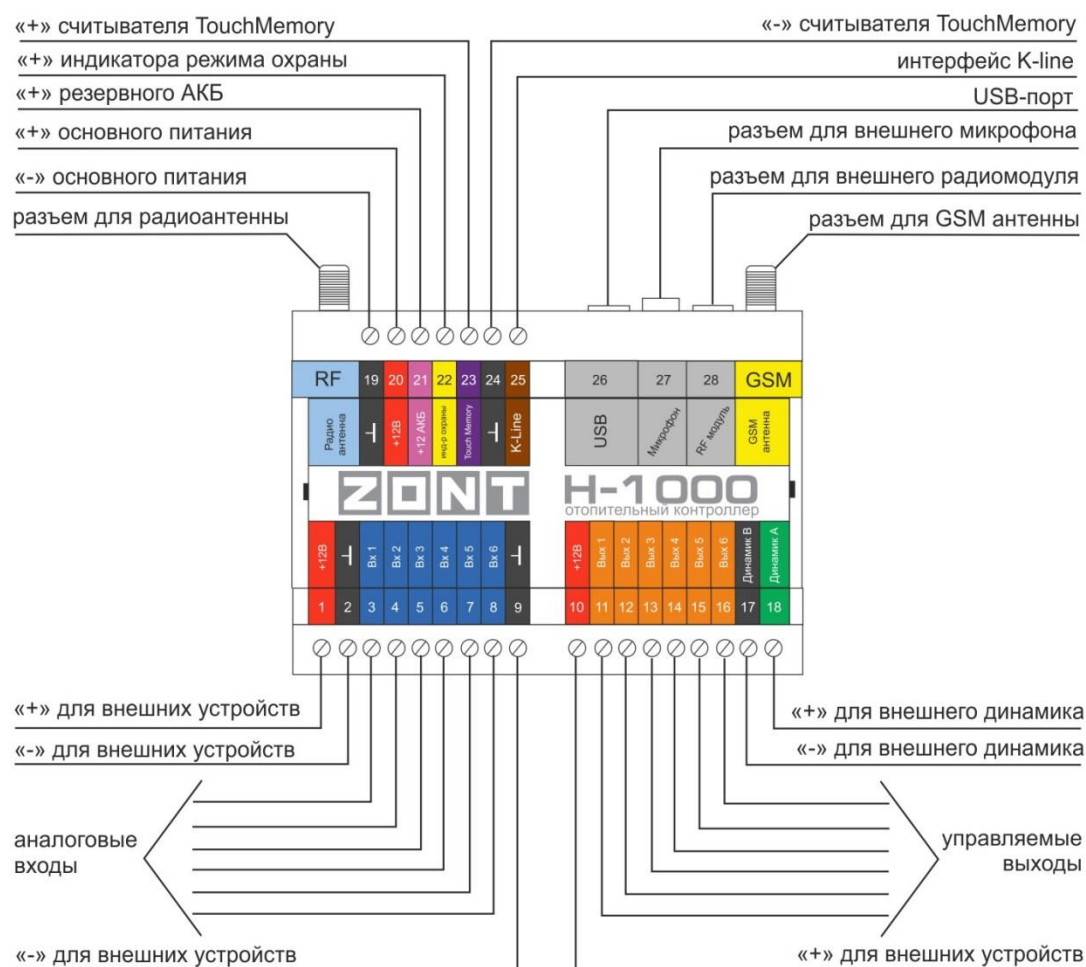 «+» считывателя TouchMemory
«+» индикатора режима охраны
«+» резервного АКБ
«+» основного питания
«-» основного питания
разъем для радиоантенны
«-» считывателя TouchMemory
интерфейс K-line
USB-порт
разъем для внешнего микрофона
разъем для внешнего радиомодуля
разъем для GSM антенны
RF 19 20 21 22 23 24 25 26 27 28 GSM
Радио
антенна
+12В
+12 АКБ
инд-р охраны
Touch Memory
K-Line
USB
Микрофон
RF модуль
GSM
антенна
ZONT H-1000
отопительный контроллер
+12В
Вх 1
Вх 2
Вх 3
Вх 4
Вх 5
Вх 6
+12В
Вых 1
Вых 2
Вых 3
Вых 4
Вых 5
Вых 6
Динамик В
Динамик А
1 2 3 4 5 6 7 8 9 10 11 12 13 14 15 16 17 18
«+» для внешних устройств
«-» для внешних устройств
аналоговые
входы
«-» для внешних устройств
«+» для внешнего динамика
«-» для внешнего динамика
управляемые
выходы
«+» для внешних устройств